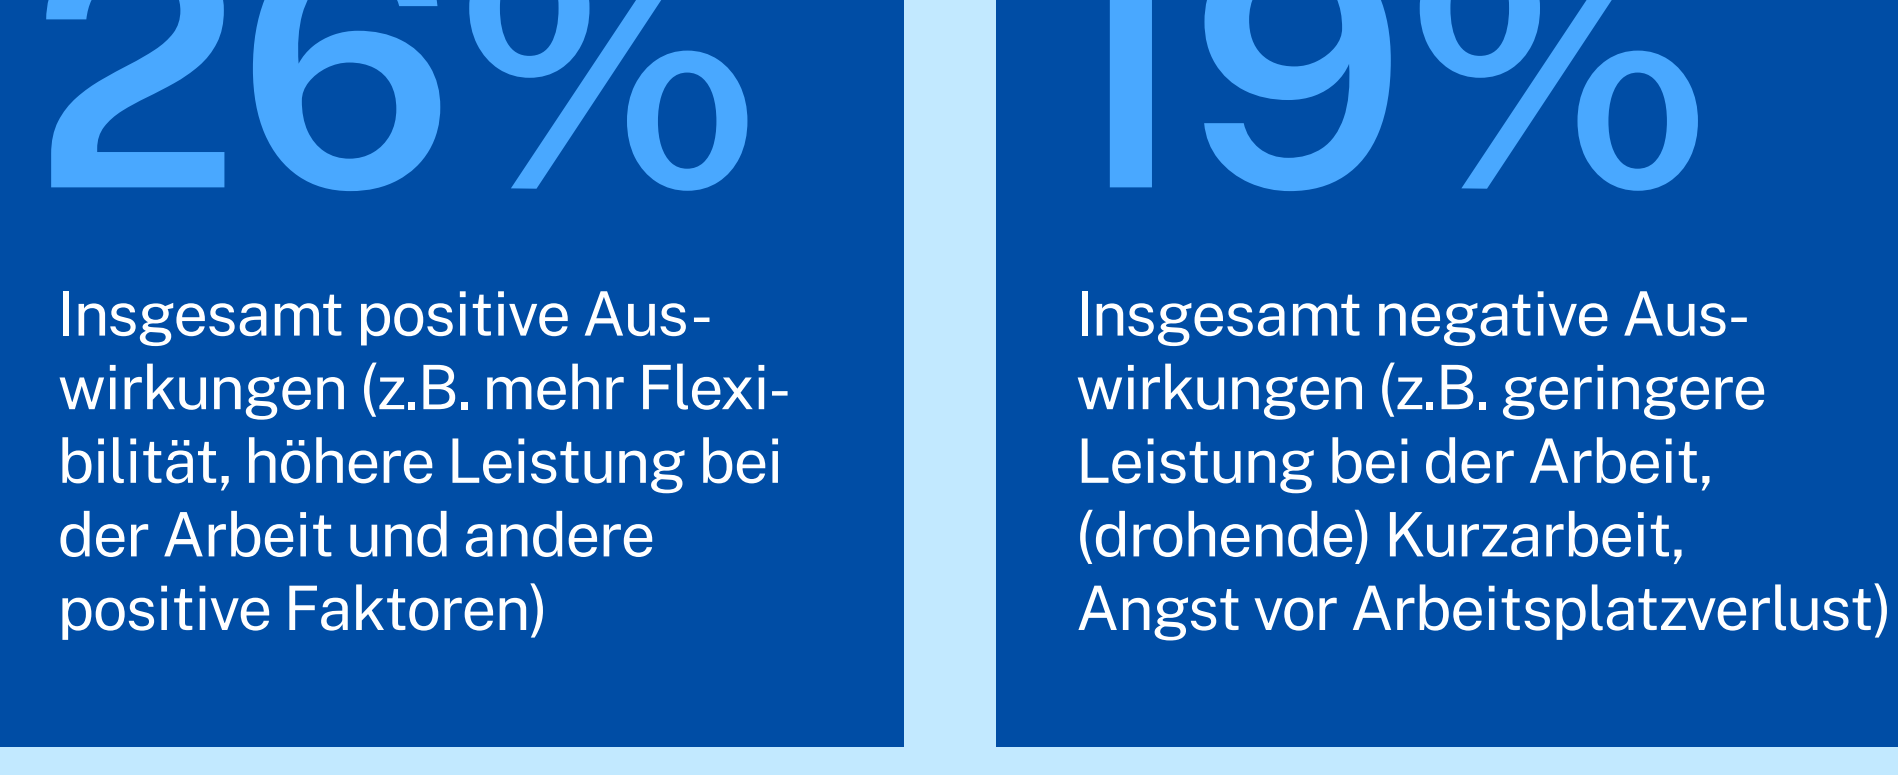 26%
Insgesamt positive Aus-
wirkungen (z.B. mehr Flexi-
bilität, höhere Leistung bei
der Arbeit und andere
positive Faktoren)
19%
Insgesamt negative Aus-
wirkungen (z.B. geringere
Leistung bei der Arbeit,
(drohende) Kurzarbeit,
Angst vor Arbeitsplatzverlust)